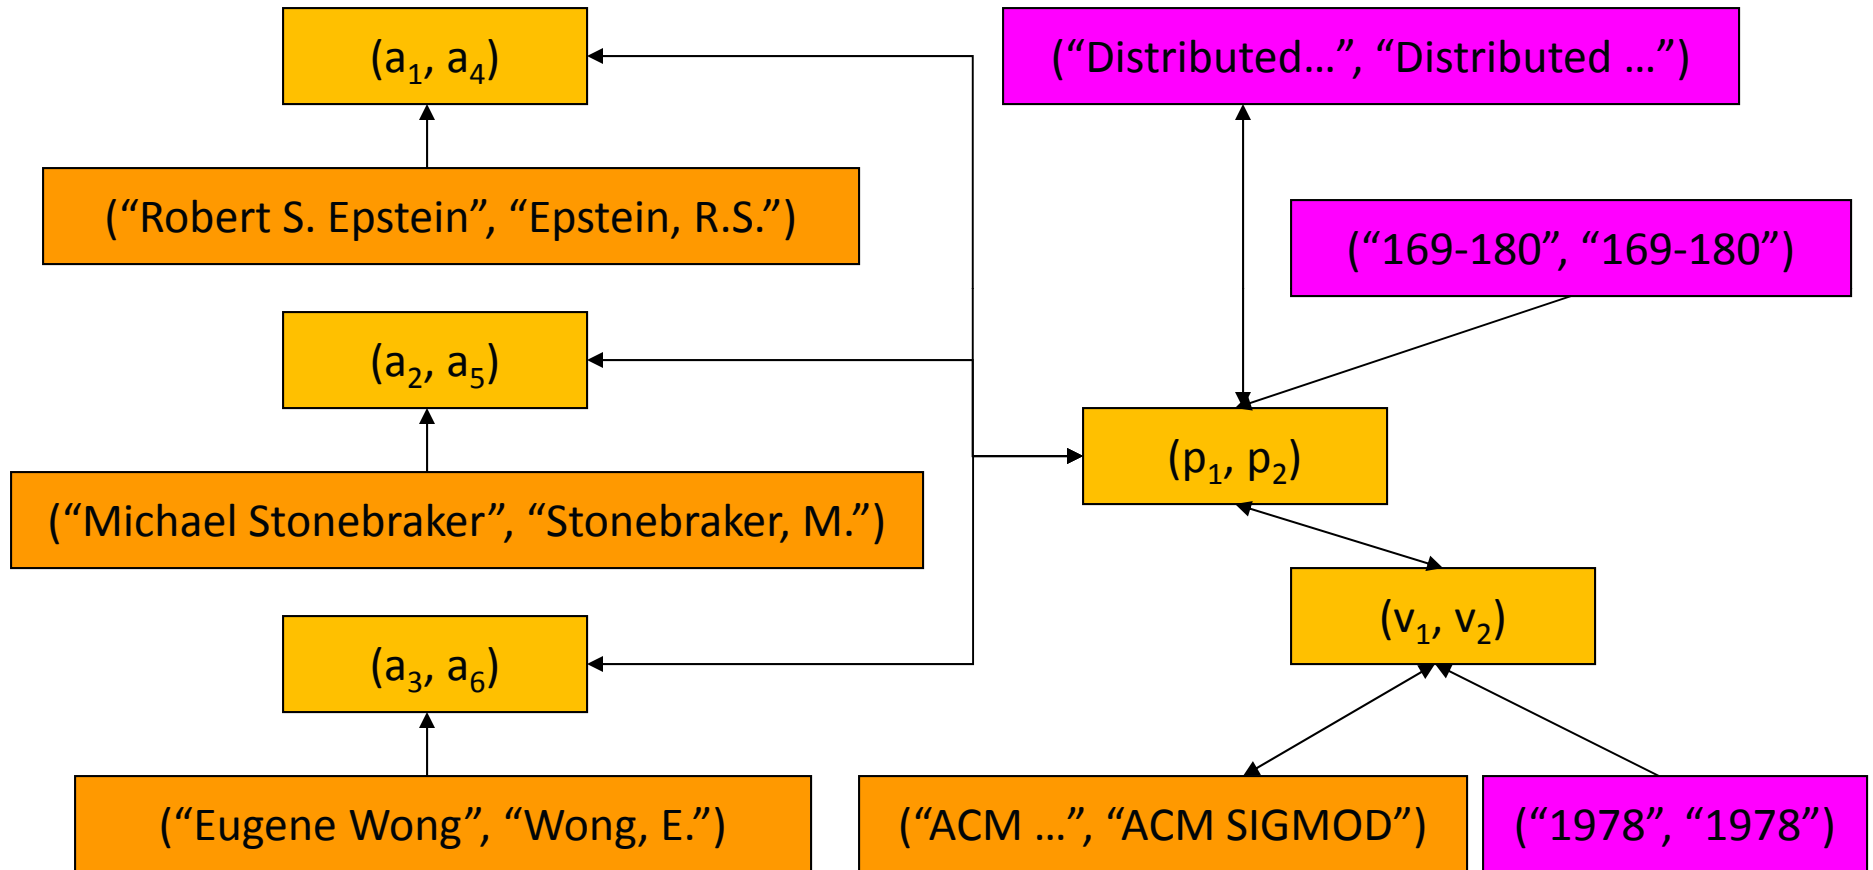 (a₁, a₄)
(“Distributed…”, “Distributed …”)
(“Robert S. Epstein”, “Epstein, R.S.”)
(“169-180”, “169-180”)
(a₂, a₅)
(p₁, p₂)
(“Michael Stonebraker”, “Stonebraker, M.”)
(v₁, v₂)
(a₃, a₆)
(“Eugene Wong”, “Wong, E.”)
(“ACM …”, “ACM SIGMOD”)
(“1978”, “1978”)